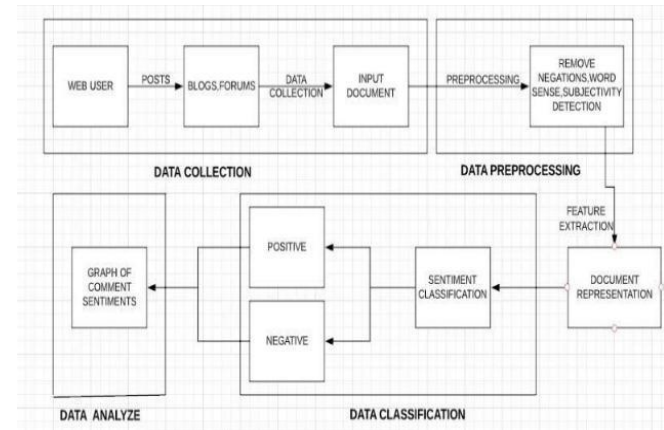 WEB USER
POSTS
BLOGS,FORUMS
DATA
COLLECTION
INPUT
DOCUMENT
PREPROCESSING
REMOVE
NEGATIONS,WORD
SENSE,SUBJECTIVITY
DETECTION
DATA COLLECTION
DATA PREPROCESSING
FEATURE
EXTRACTION
GRAPH OF
COMMENT
SENTIMENTS
POSITIVE
NEGATIVE
SENTIMENT
CLASSIFICATION
DOCUMENT
REPRESENTATION
DATA ANALYZE
DATA CLASSIFICATION